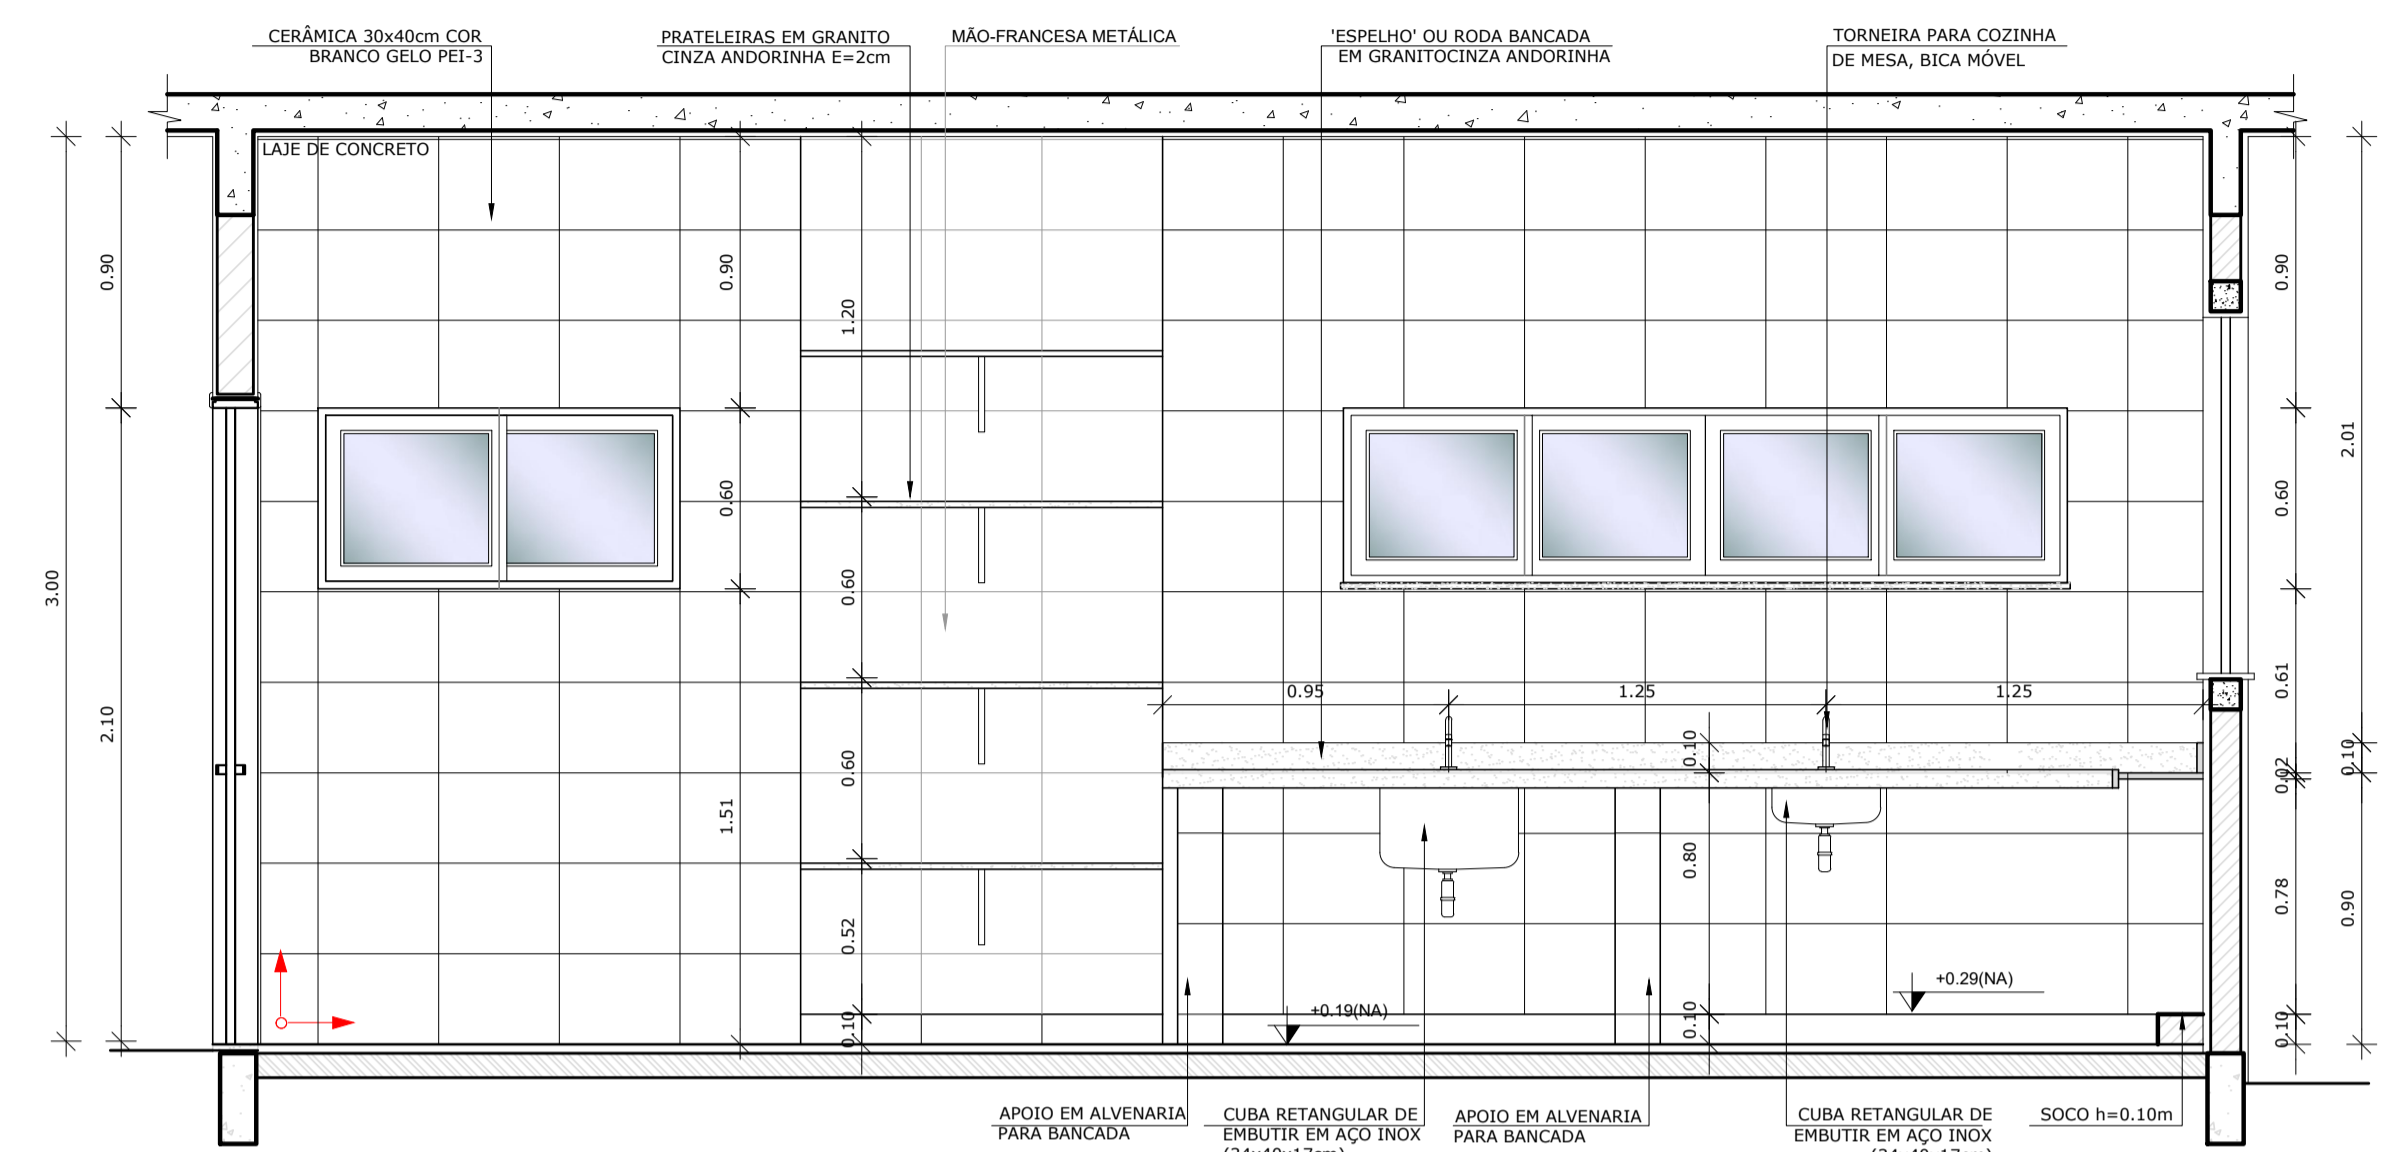 CERÂMICA 30x40cm COR
BRANCO GELO PEI-3
PRATELEIRAS EM GRANITO
CINZA ANDORINHA E=2cm
MÃO-FRANCESA METÁLICA
'ESPELHO' OU RODA BANCADA
EM GRANITOCINZA ANDORINHA
TORNEIRA PARA COZINHA
DE MESA, BICA MÓVEL
LAJE DE CONCRETO
0.90
0.90
1.20
0.90
2.01
0.60
0.60
3.00
0.60
2.10
0.95
1.25
1.25
0.61
0.10
0.10
0.60
0.02
1.51
0.80
0.52
0.78
0.90
+0.19(NA)
+0.29(NA)
0.10
0.10
0.10
APOIO EM ALVENARIA
PARA BANCADA
CUBA RETANGULAR DE
EMBUTIR EM AÇO INOX
APOIO EM ALVENARIA
PARA BANCADA
CUBA RETANGULAR DE
EMBUTIR EM AÇO INOX
SOCO h=0.10m